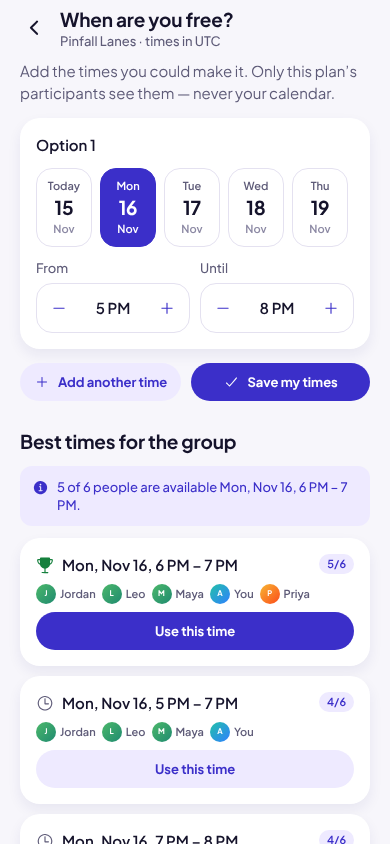 When are you free?
Pinfall Lanes · times in UTC
Add the times you could make it. Only this plan's
participants see them — never your calendar.
Option 1
Today Mon Tue Wed Thu
15 16 17 18 19
Nov Nov Nov Nov Nov
From Until
5 PM 8 PM
Add another time Save my times
Best times for the group
5 of 6 people are available Mon, Nov 16, 6 PM – 7
PM.
Mon, Nov 16, 6 PM – 7 PM 5/6
J Jordan L Leo M Maya A You P Priya
Use this time
Mon, Nov 16, 5 PM – 7 PM 4/6
J Jordan L Leo M Maya A You
Use this time
Mon, Nov 16, 7 PM – 8 PM 4/6